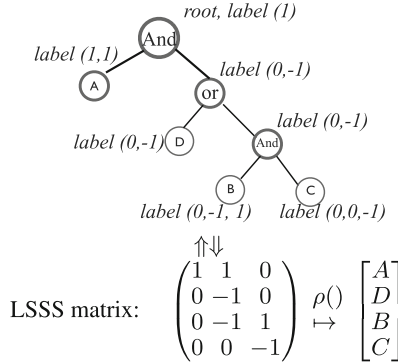 root, label (1)
And
label (1,1)
label (0,-1)
A
or
label (0,-1)
label (0,-1)
D
And
B
C
label (0,-1, 1)
label (0,0,-1)
⇑⇓
LSSS matrix:
1 1 0
0 −1 0
0 −1 1
0 0 −1
ρ()
↦
A
D
B
C